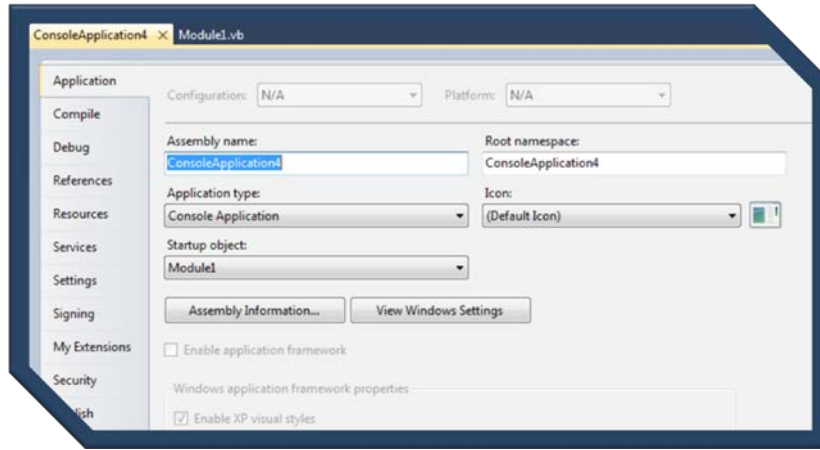 ConsoleApplication4 Module1.vb
Application
Configuration: N/A Platform: N/A
Compile
Debug
Assembly name: Root namespace:
ConsoleApplication4 ConsoleApplication4
References
Application type: Icon:
Resources
Console Application (Default Icon)
Services
Startup object:
Module1
Settings
Signing
Assembly Information... View Windows Settings
My Extensions
Enable application framework
Security
Windows application framework properties
Enable XP visual styles